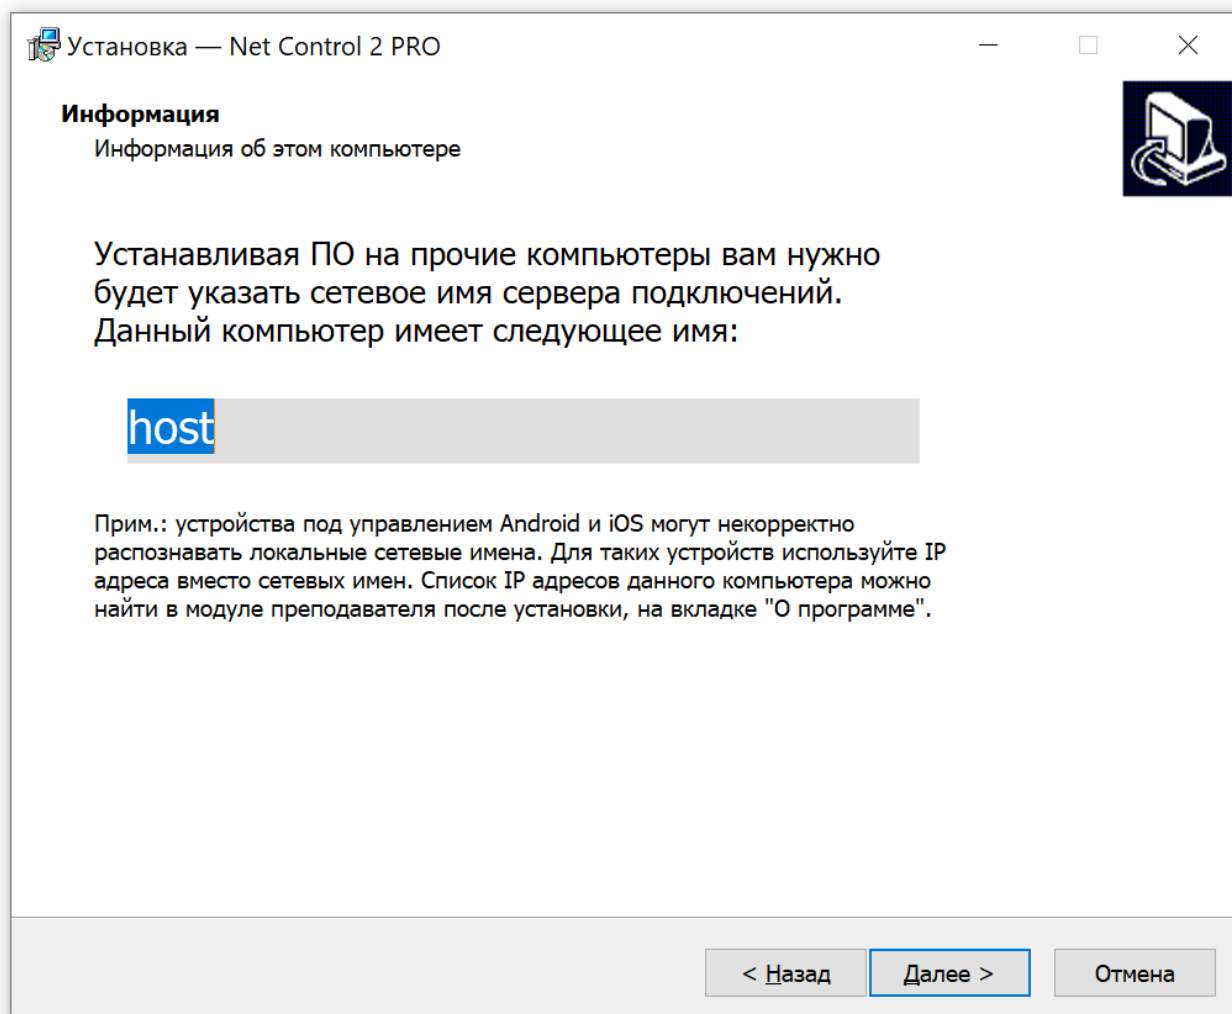 Установка — Net Control 2 PRO
Информация
Информация об этом компьютере
Устанавливая ПО на прочие компьютеры вам нужно
будет указать сетевое имя сервера подключений.
Данный компьютер имеет следующее имя:
host
Прим.: устройства под управлением Android и iOS могут некорректно
распознавать локальные сетевые имена. Для таких устройств используйте IP
адреса вместо сетевых имен. Список IP адресов данного компьютера можно
найти в модуле преподавателя после установки, на вкладке "О программе".
< Назад Далее > Отмена